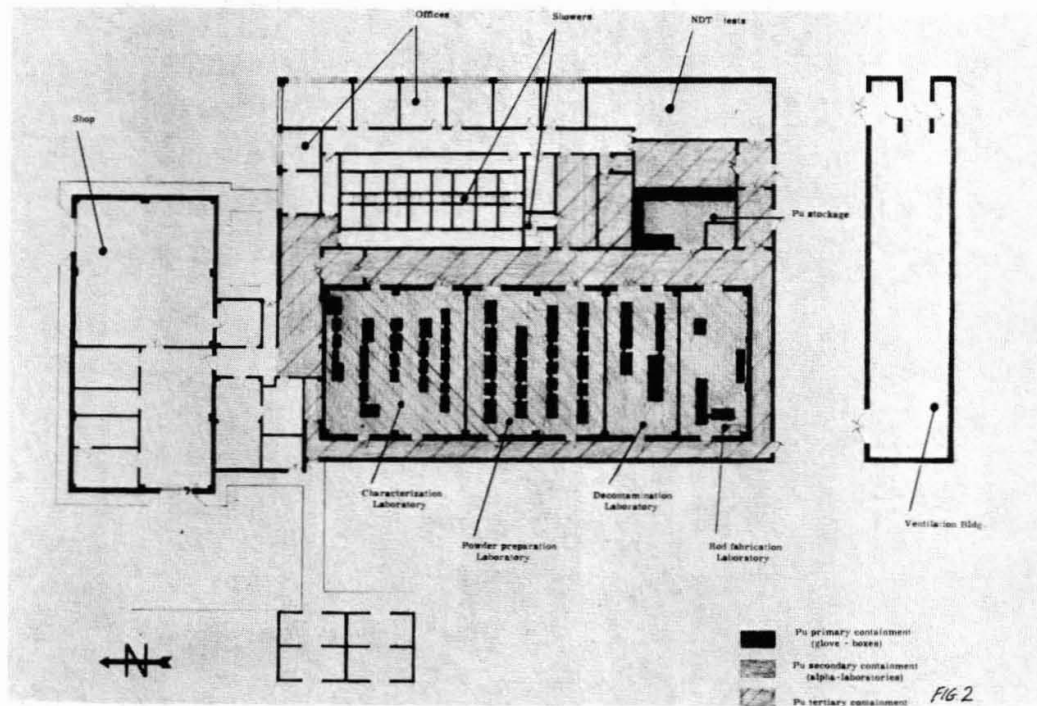 Offices
Showers
NDT tests
Shop
Pu stockage
Characterization
Laboratory
Decontamination
Laboratory
Powder preparation
Laboratory
Rod fabrication
Laboratory
Ventilation Bldg.
N
Pu primary containment
(glove - boxes)
Pu secondary containment
(alpha-laboratories)
Pu tertiary containment
FIG 2